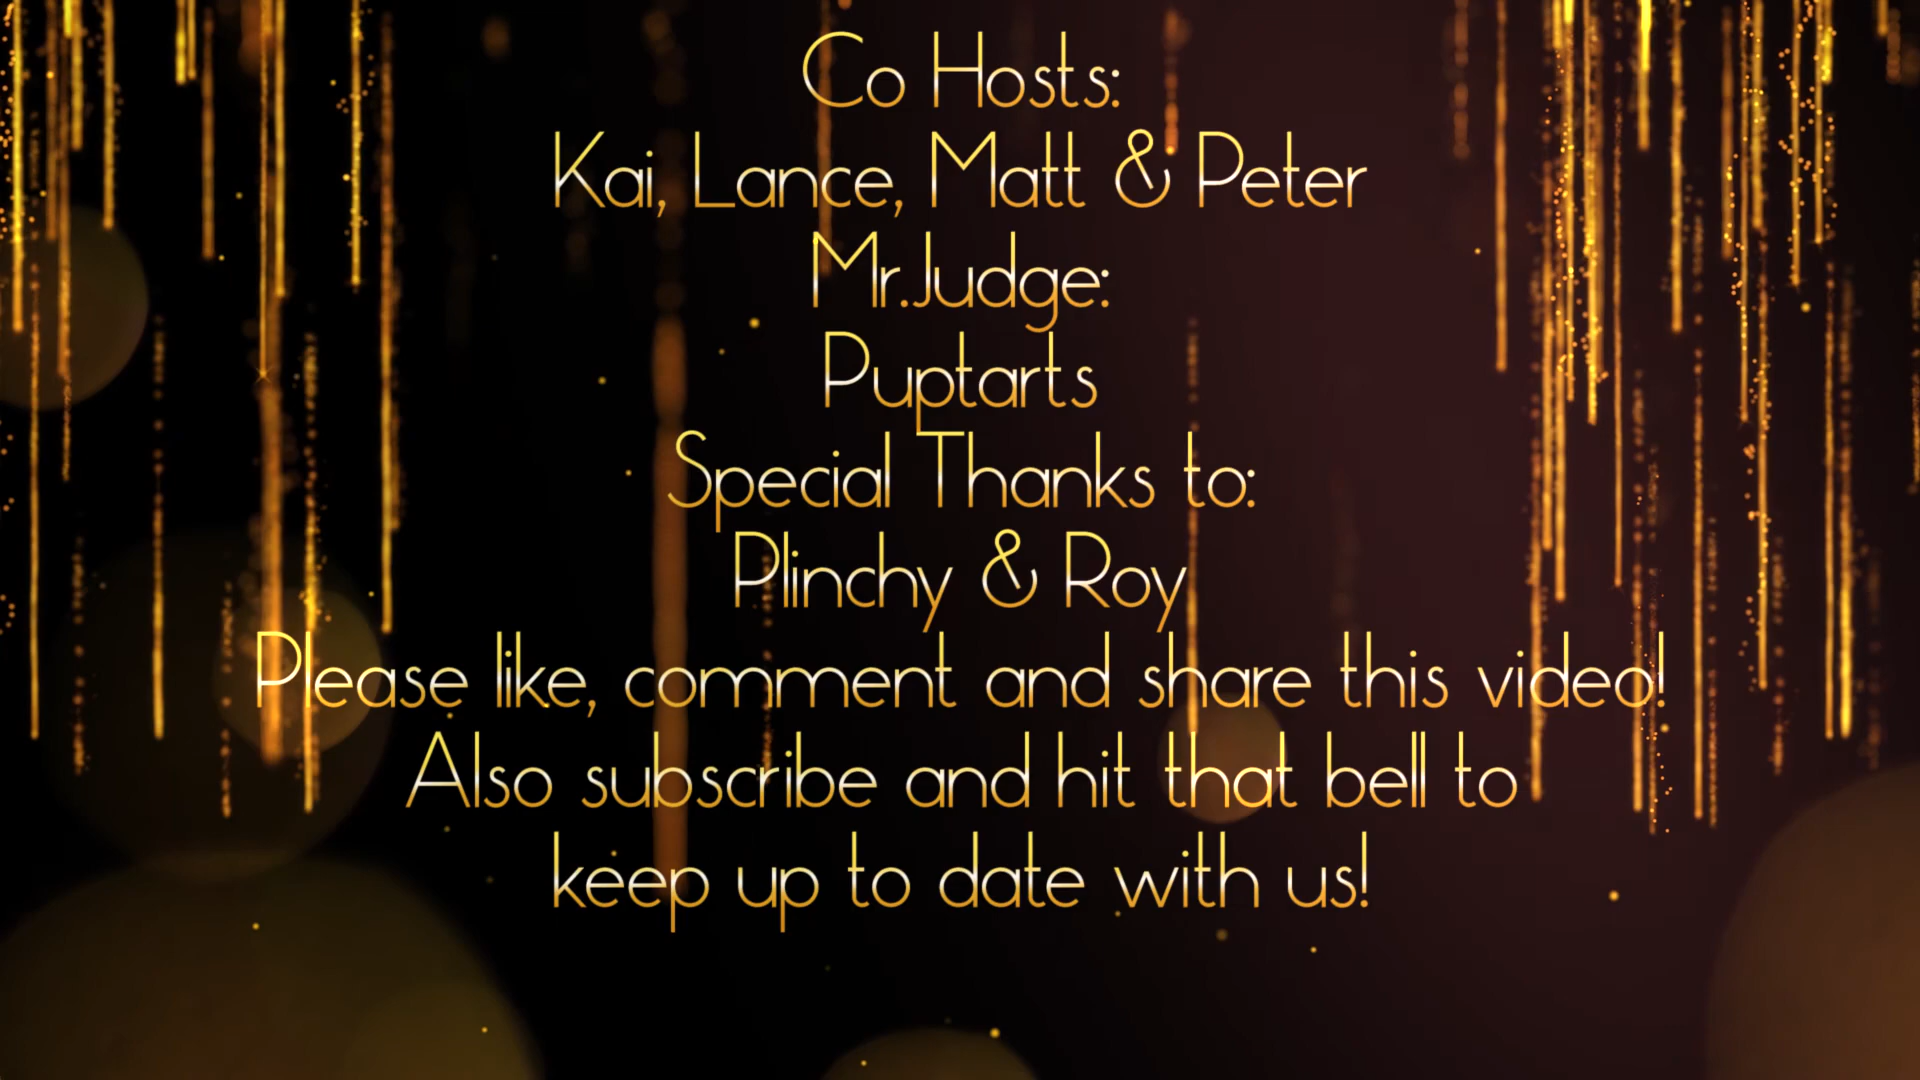 Co Hosts:
Kai, Lance, Matt & Peter
Mr.Judge:
Puptarts
Special Thanks to:
Plinchy & Roy
Please like, comment and share this video!
Also subscribe and hit that bell to
keep up to date with us!